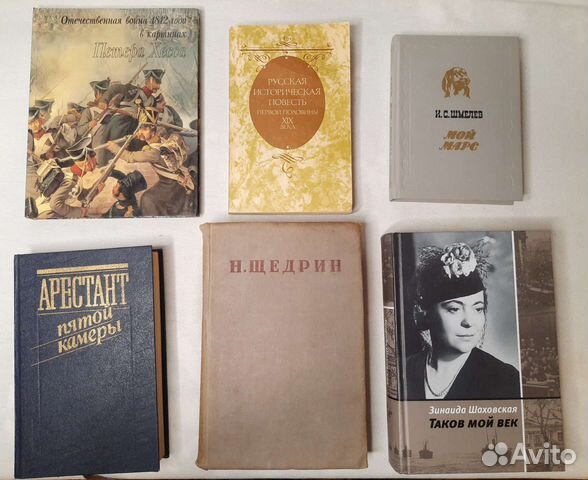 Отечественная война 1812 года
в картинах
Петера Хесса
РУССКАЯ
ИСТОРИЧЕСКАЯ
ПОВЕСТЬ
ПЕРВОЙ ПОЛОВИНЫ
XIX
ВЕКА
И.С. ШМЕЛЕВ
МОЙ
МАРС
АРЕСТАНТ
пятой
камеры
Н. ЩЕДРИН
Зинаида Шаховская
ТАКОВ МОЙ ВЕК
Avito